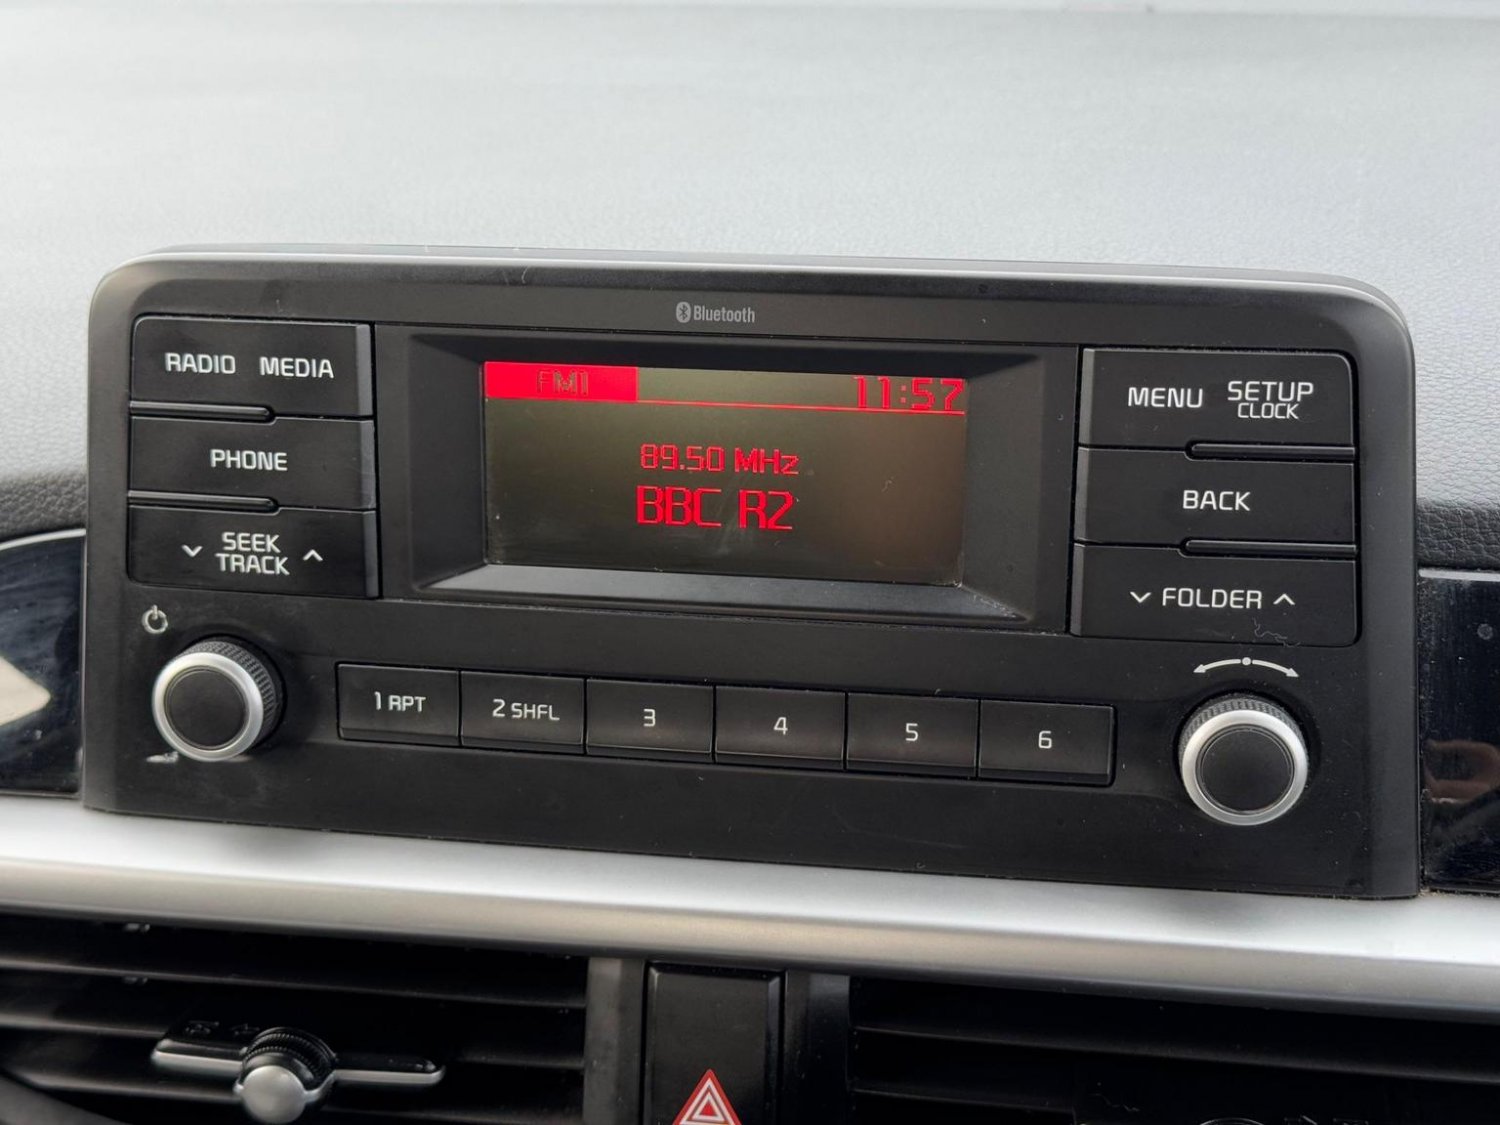 Bluetooth
RADIO MEDIA
PHONE
SEEK
TRACK
FM1 11:57
89.50 MHz
BBC R2
MENU SETUP
CLOCK
BACK
FOLDER
1 RPT 2 SHFL 3 4 5 6